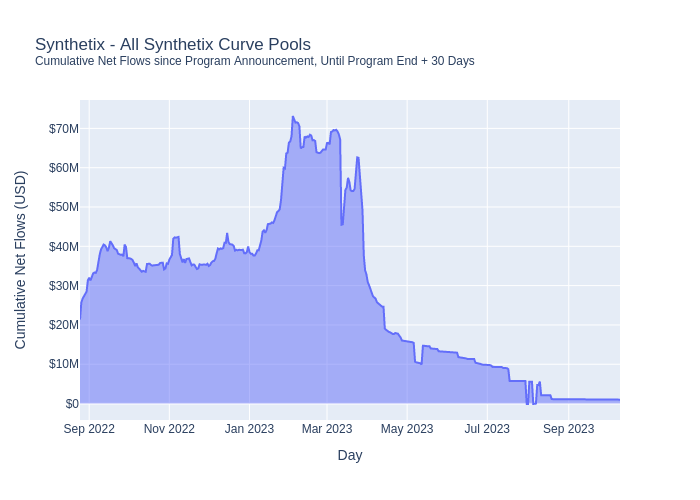 Synthetix - All Synthetix Curve Pools
Cumulative Net Flows since Program Announcement, Until Program End + 30 Days
Cumulative Net Flows (USD)
$70M
$60M
$50M
$40M
$30M
$20M
$10M
$0
Sep 2022 Nov 2022 Jan 2023 Mar 2023 May 2023 Jul 2023 Sep 2023
Day